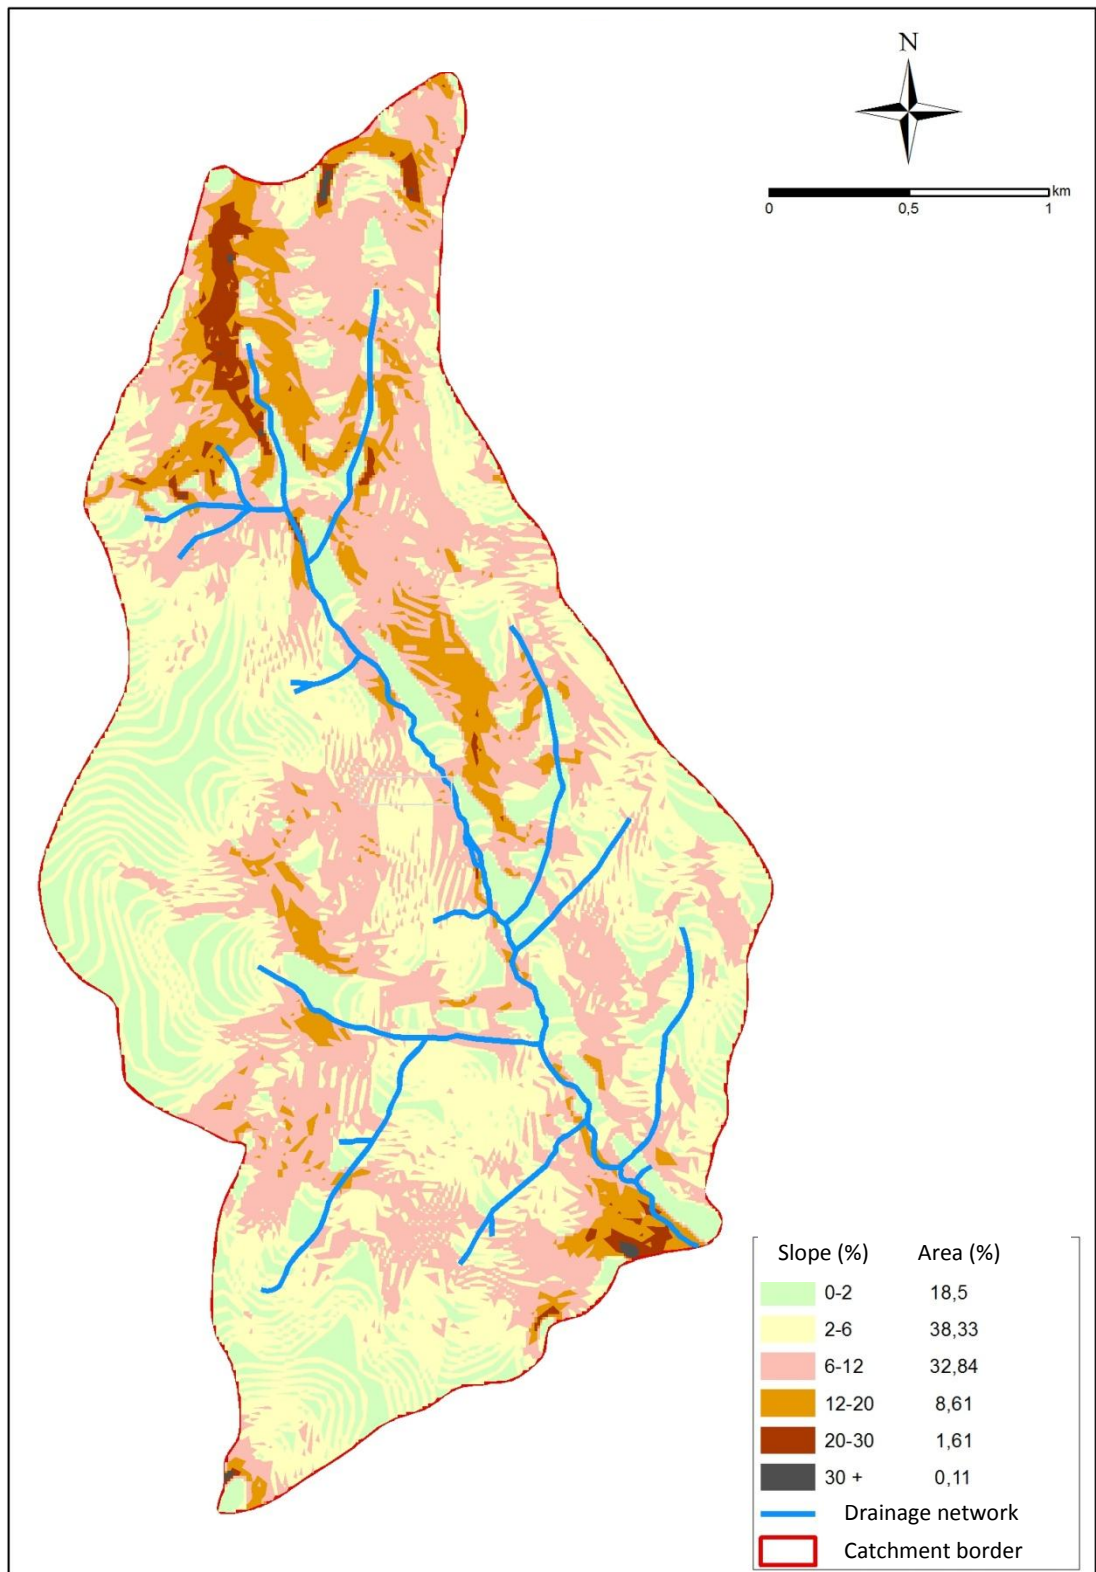 N
km
0 0,5 1
Slope (%) Area (%)
0-2 18,5
2-6 38,33
6-12 32,84
12-20 8,61
20-30 1,61
30 + 0,11
Drainage network
Catchment border